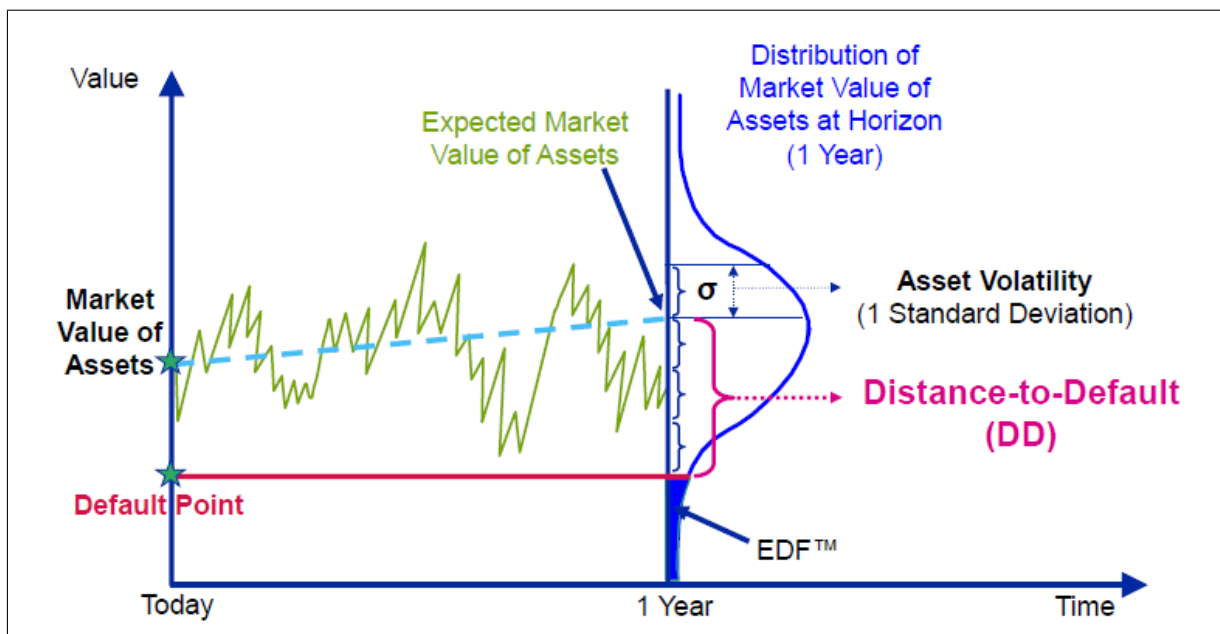 Value
Distribution of
Market Value of
Assets at Horizon
(1 Year)
Expected Market
Value of Assets
Market
Value of
Assets
σ
Asset Volatility
(1 Standard Deviation)
Distance-to-Default
(DD)
Default Point
EDF™
Today
1 Year
Time